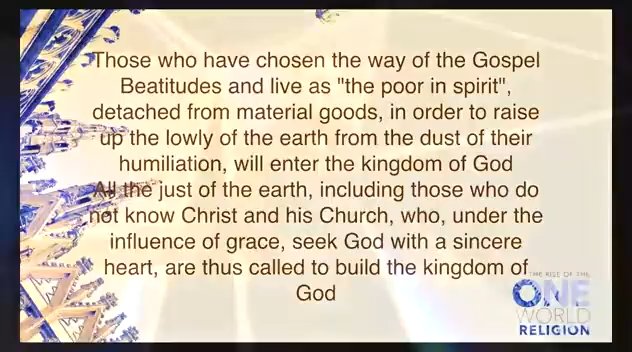 Those who have chosen the way of the Gospel
Beatitudes and live as "the poor in spirit",
detached from material goods, in order to raise
up the lowly of the earth from the dust of their
humiliation, will enter the kingdom of God
All the just of the earth, including those who do
not know Christ and his Church, who, under the
influence of grace, seek God with a sincere
heart, are thus called to build the kingdom of
God
THE RISE OF THE
ONE
WORLD
RELIGION